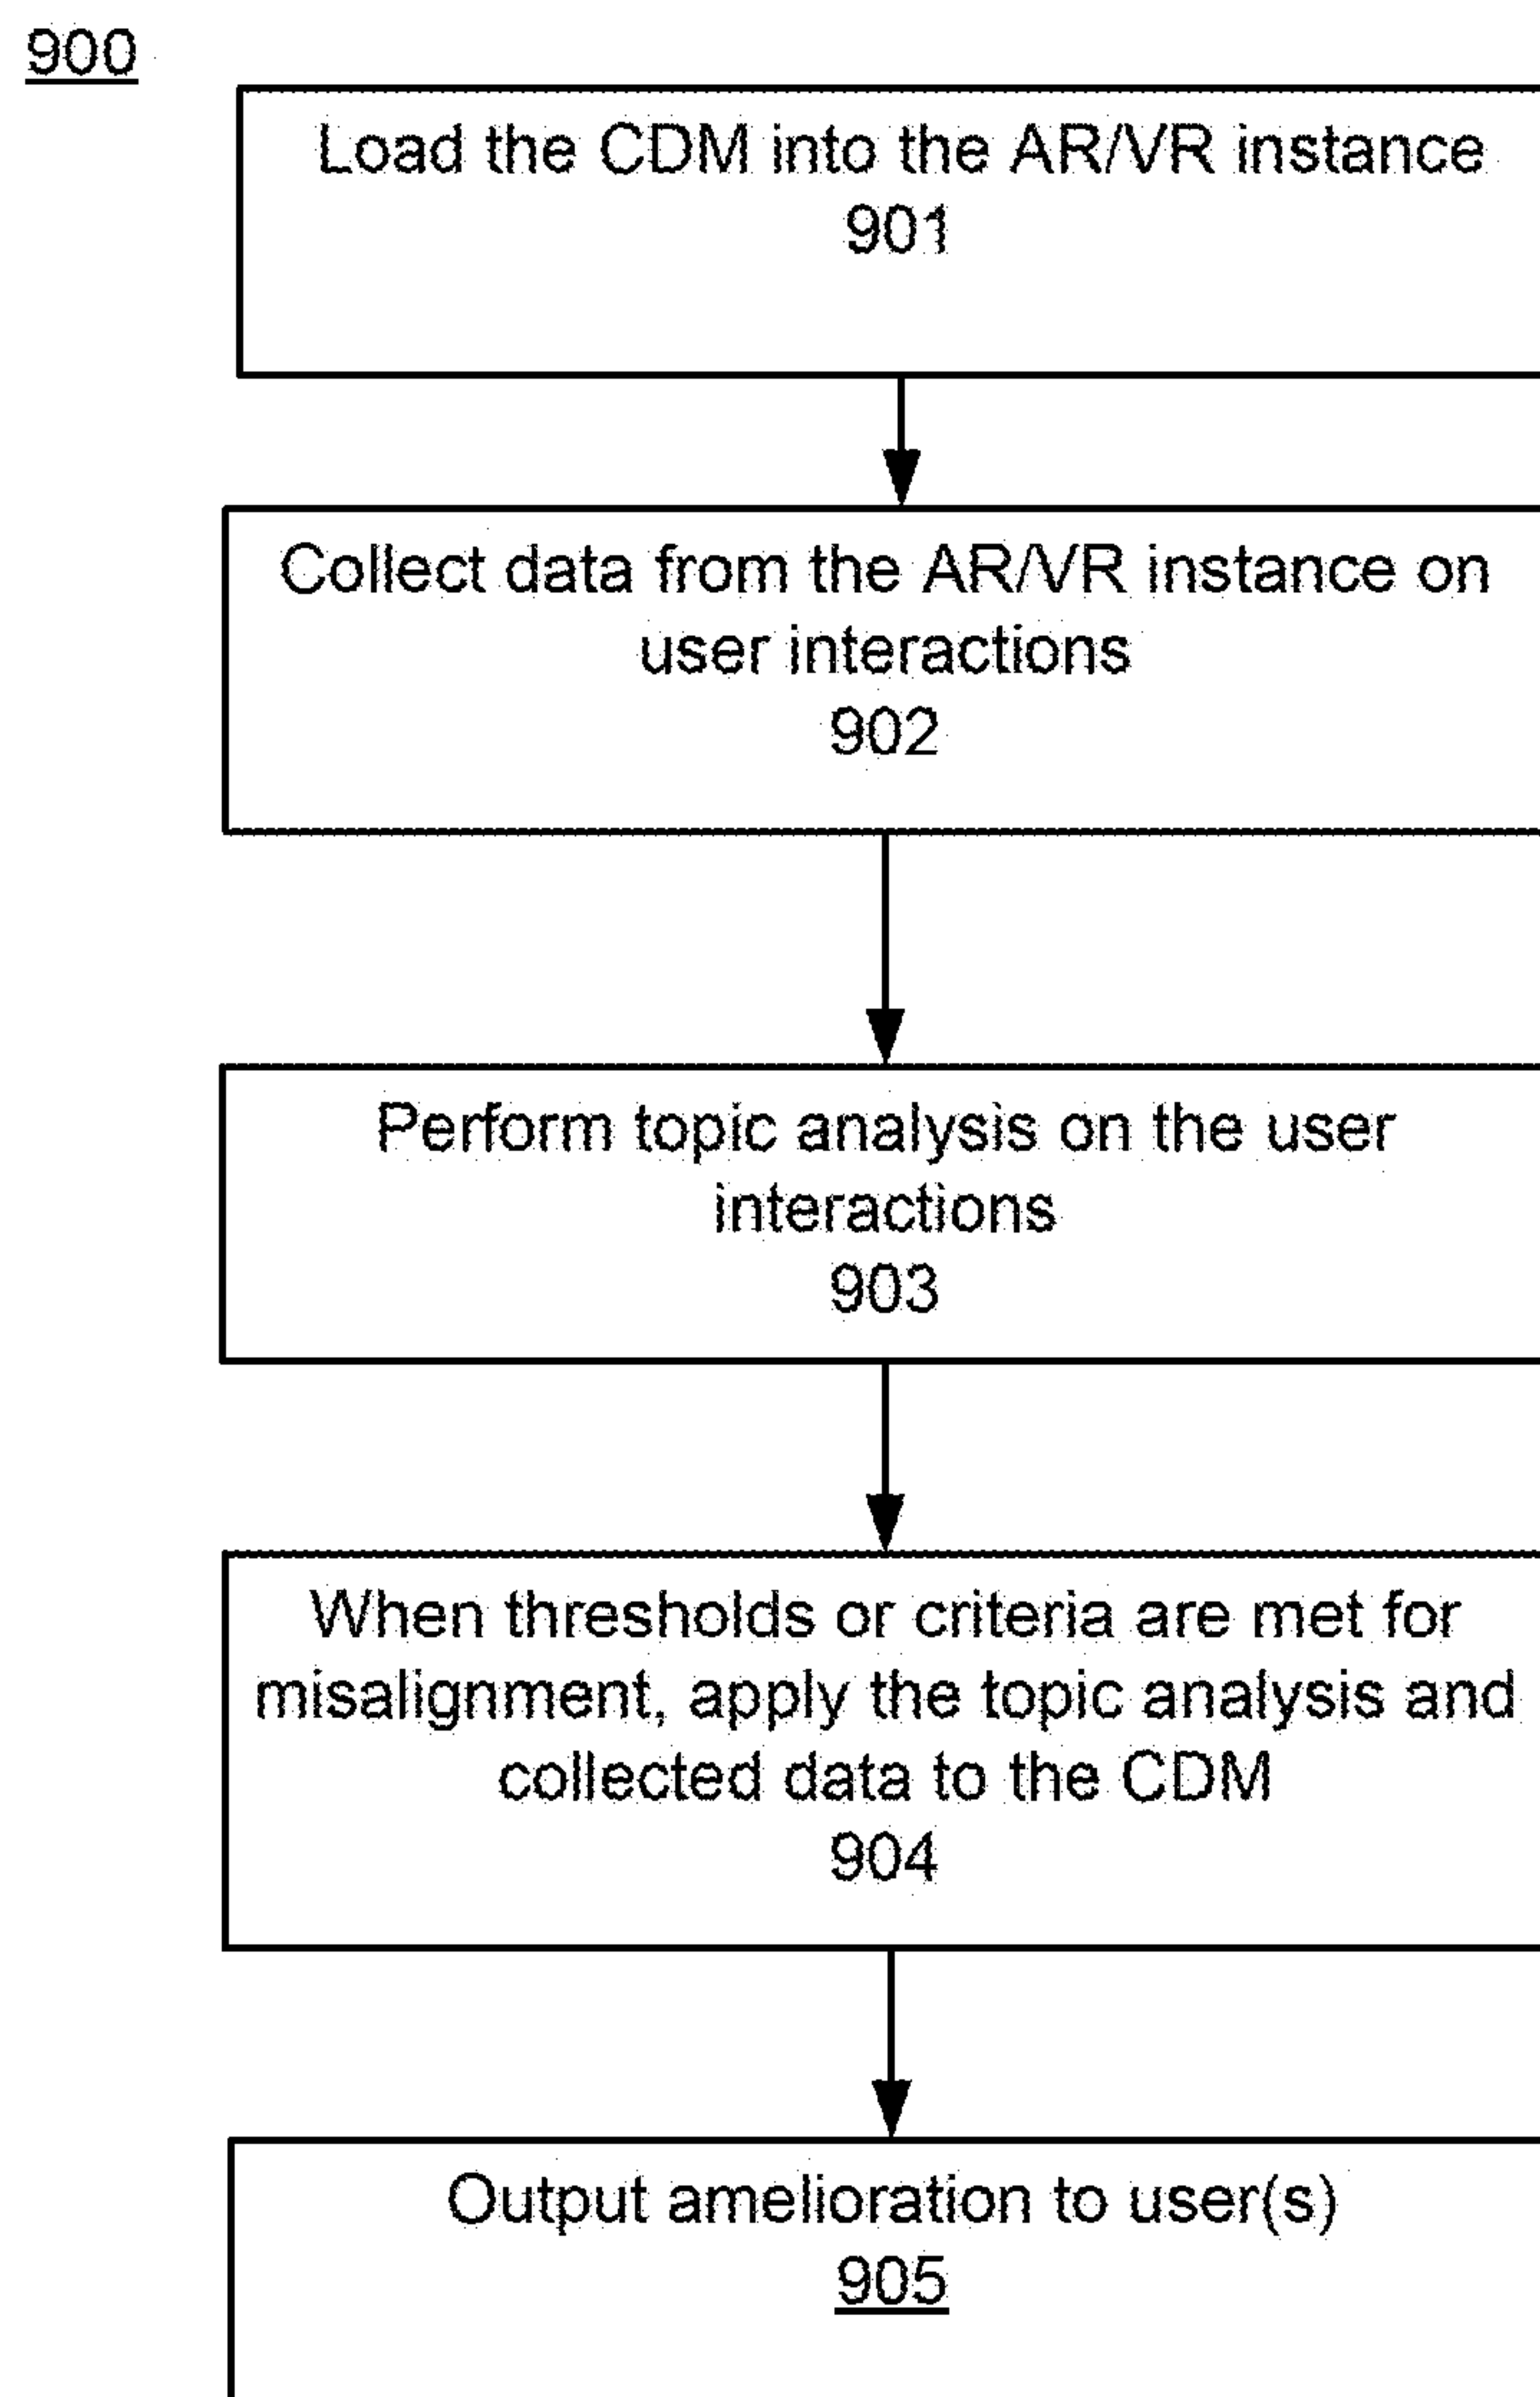 900
Load the CDM into the AR/VR instance
901
Collect data from the AR/VR instance on
user interactions
902
Perform topic analysis on the user
interactions
903
When thresholds or criteria are met for
misalignment, apply the topic analysis and
collected data to the CDM
904
Output amelioration to user(s)
905